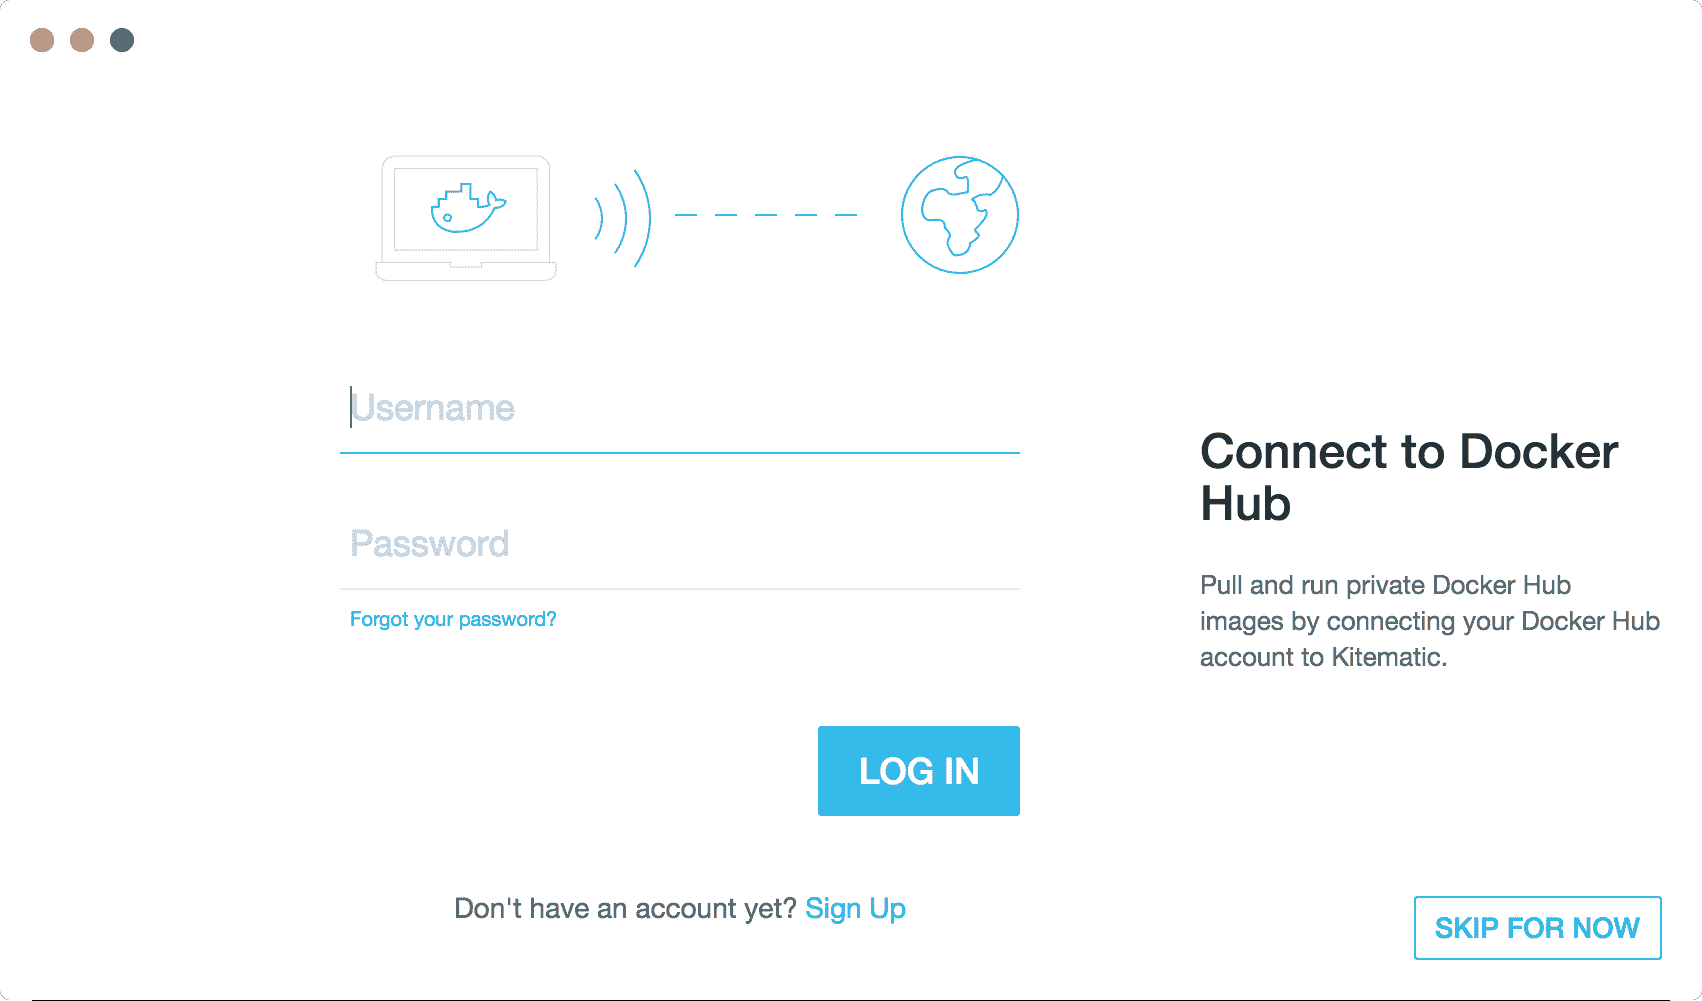 Username
Password
Forgot your password?
LOG IN
Don't have an account yet? Sign Up
Connect to Docker
Hub
Pull and run private Docker Hub
images by connecting your Docker Hub
account to Kitematic.
SKIP FOR NOW